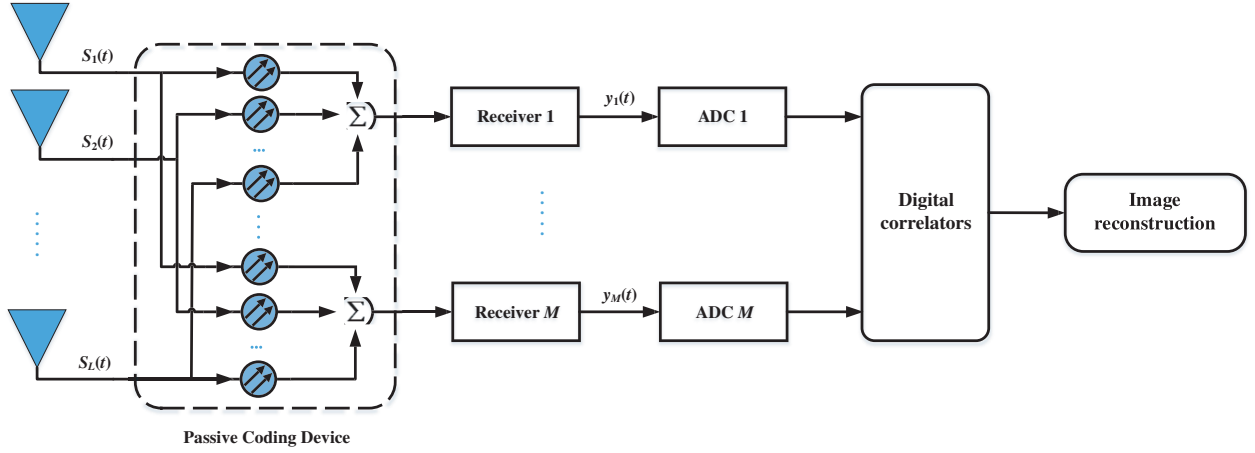 S1(t)
S2(t)
SL(t)
...
...
Σ
Σ
Passive Coding Device
Receiver 1
y1(t)
ADC 1
Receiver M
yM(t)
ADC M
Digital
correlators
Image
reconstruction